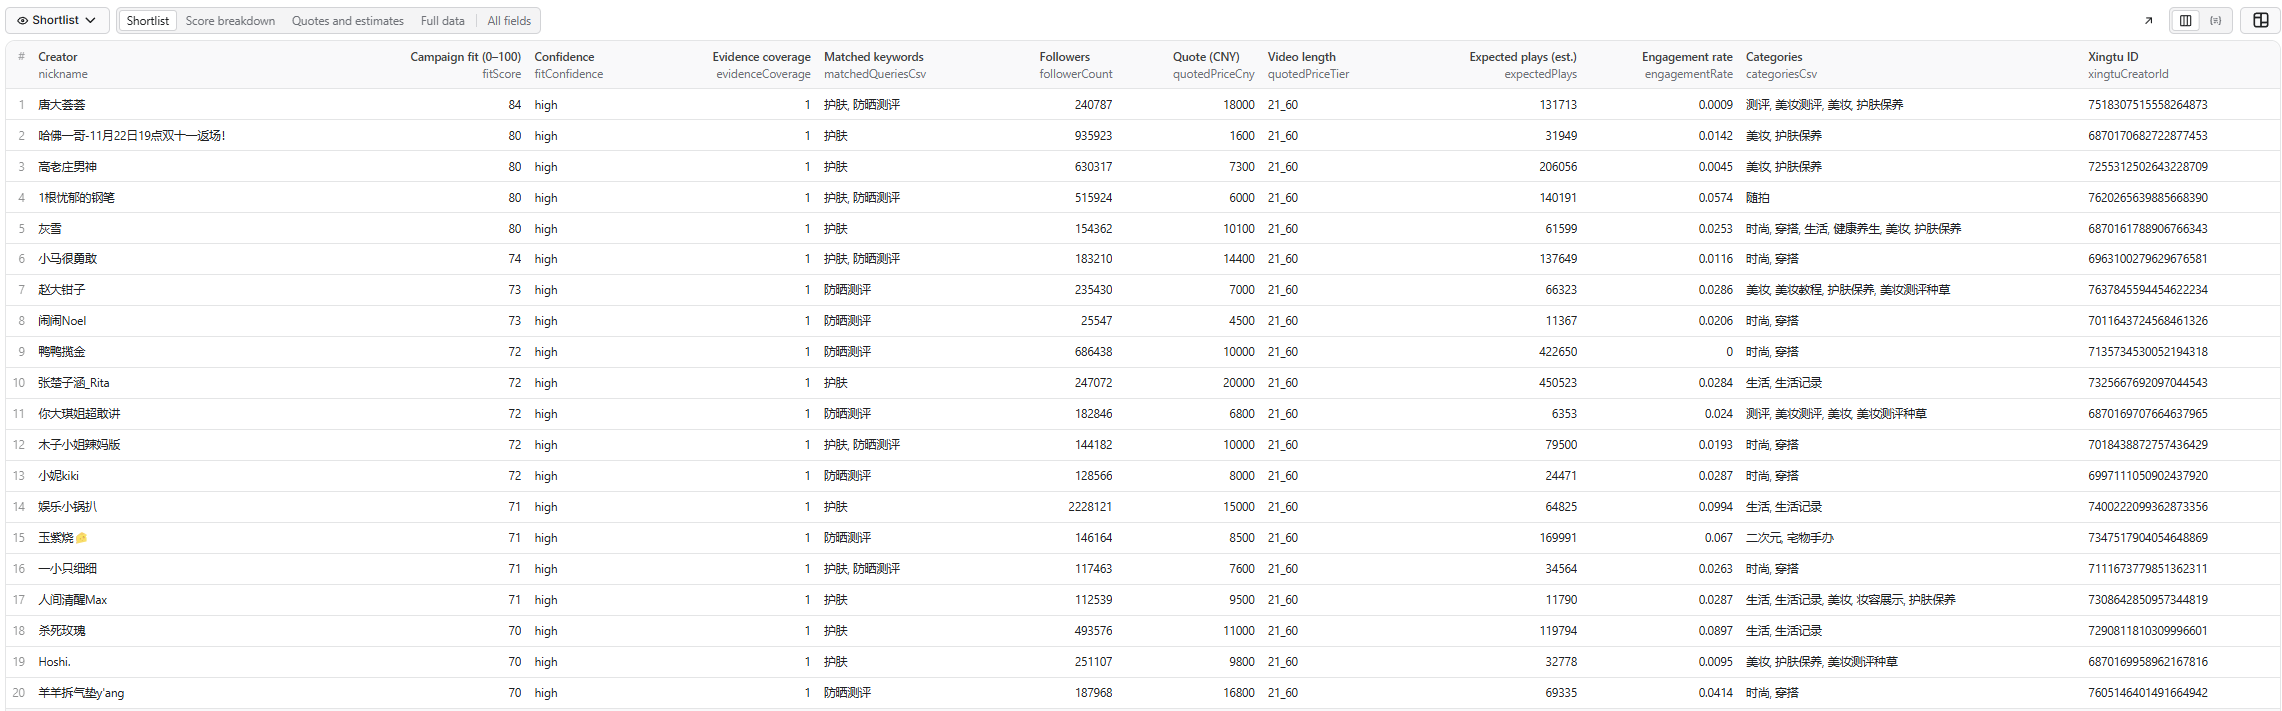 Shortlist Shortlist Score breakdown Quotes and estimates Full data All fields
# Creator Campaign fit (0–100) Confidence Evidence coverage Matched keywords Followers Quote (CNY) Video length Expected plays (est.) Engagement rate Categories Xingtu ID
nickname fitScore fitConfidence evidenceCoverage matchedQueriesCsv followerCount quotedPriceCny quotedPriceTier expectedPlays engagementRate categoriesCsv xingtuCreatorId
1 唐大荟荟 84 high 1 护肤, 防晒测评 240787 18000 21_60 131713 0.0009 测评, 美妆测评, 美妆, 护肤保养 7518307515558264873
2 哈佛一哥-11月22日19点双十一返场! 80 high 1 护肤 935923 1600 21_60 31949 0.0142 美妆, 护肤保养 6870170682722877453
3 高老庄男神 80 high 1 护肤 630317 7300 21_60 206056 0.0045 美妆, 护肤保养 7255312502643228709
4 1根忧郁的钢笔 80 high 1 护肤, 防晒测评 515924 6000 21_60 140191 0.0574 随拍 7620265639885668390
5 灰雪 80 high 1 护肤 154362 10100 21_60 61599 0.0253 时尚, 穿搭, 生活, 健康养生, 美妆, 护肤保养 6870161788906766343
6 小马很勇敢 74 high 1 护肤, 防晒测评 183210 14400 21_60 137649 0.0116 时尚, 穿搭 6963100279629676581
7 赵大钳子 73 high 1 防晒测评 235430 7000 21_60 66323 0.0286 美妆, 美妆教程, 护肤保养, 美妆测评种草 7637845594454622234
8 闹闹Noel 73 high 1 防晒测评 25547 4500 21_60 11367 0.0206 时尚, 穿搭 7011643724568461326
9 鸭鸭揽金 72 high 1 防晒测评 686438 10000 21_60 422650 0 时尚, 穿搭 7135734530052194318
10 张楚子涵_Rita 72 high 1 护肤 247072 20000 21_60 450523 0.0284 生活, 生活记录 7325667692097044543
11 你大琪姐超敢讲 72 high 1 防晒测评 182846 6800 21_60 6353 0.024 测评, 美妆测评, 美妆, 美妆测评种草 6870169707664637965
12 木子小姐辣妈版 72 high 1 护肤, 防晒测评 144182 10000 21_60 79500 0.0193 时尚, 穿搭 7018438872757436429
13 小妮kiki 72 high 1 防晒测评 128566 8000 21_60 24471 0.0287 时尚, 穿搭 6997111050902437920
14 娱乐小锅扒 71 high 1 护肤 2228121 15000 21_60 64825 0.0994 生活, 生活记录 7400222099362873356
15 玉紫烧 71 high 1 防晒测评 146164 8500 21_60 169991 0.067 二次元, 宅物手办 7347517904054648869
16 一小只细细 71 high 1 护肤, 防晒测评 117463 7600 21_60 34564 0.0263 时尚, 穿搭 7111673779851362311
17 人间清醒Max 71 high 1 护肤 112539 9500 21_60 11790 0.0287 生活, 生活记录, 美妆, 妆容展示, 护肤保养 7308642850957344819
18 杀死玫瑰 70 high 1 护肤 493576 11000 21_60 119794 0.0897 生活, 生活记录 7290811810309996601
19 Hoshi. 70 high 1 护肤 251107 9800 21_60 32778 0.0095 美妆, 护肤保养, 美妆测评种草 6870169958962167816
20 羊羊拆气垫y'ang 70 high 1 防晒测评 187968 16800 21_60 69335 0.0414 时尚, 穿搭 7605146401491664942